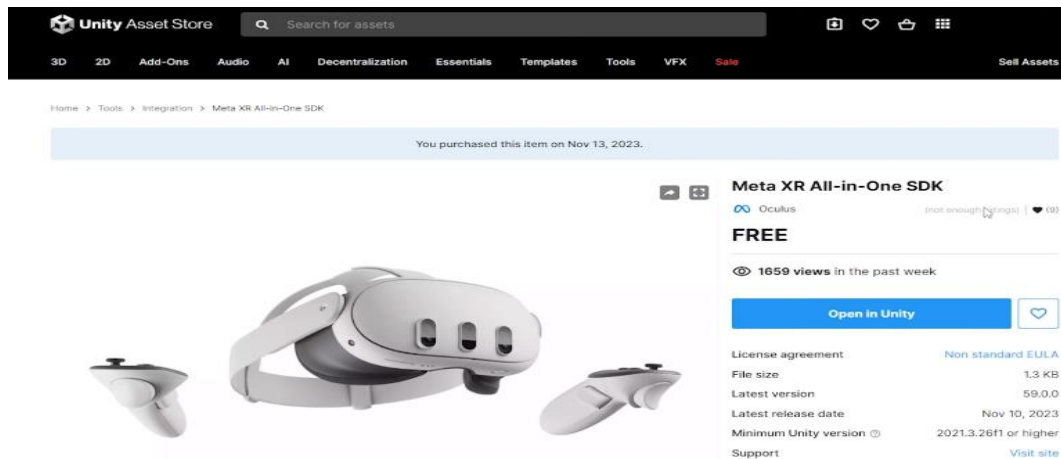 Unity Asset Store
Search for assets
3D 2D Add-Ons Audio AI Decentralization Essentials Templates Tools VFX Sale Sell Assets
Home > Tools > Integration > Meta XR All-in-One SDK
You purchased this item on Nov 13, 2023.
Meta XR All-in-One SDK
Oculus (not enough ratings) | (9)
FREE
1659 views in the past week
Open in Unity
License agreement Non standard EULA
File size 1.3 KB
Latest version 59.0.0
Latest release date Nov 10, 2023
Minimum Unity version 2021.3.26f1 or higher
Support Visit site